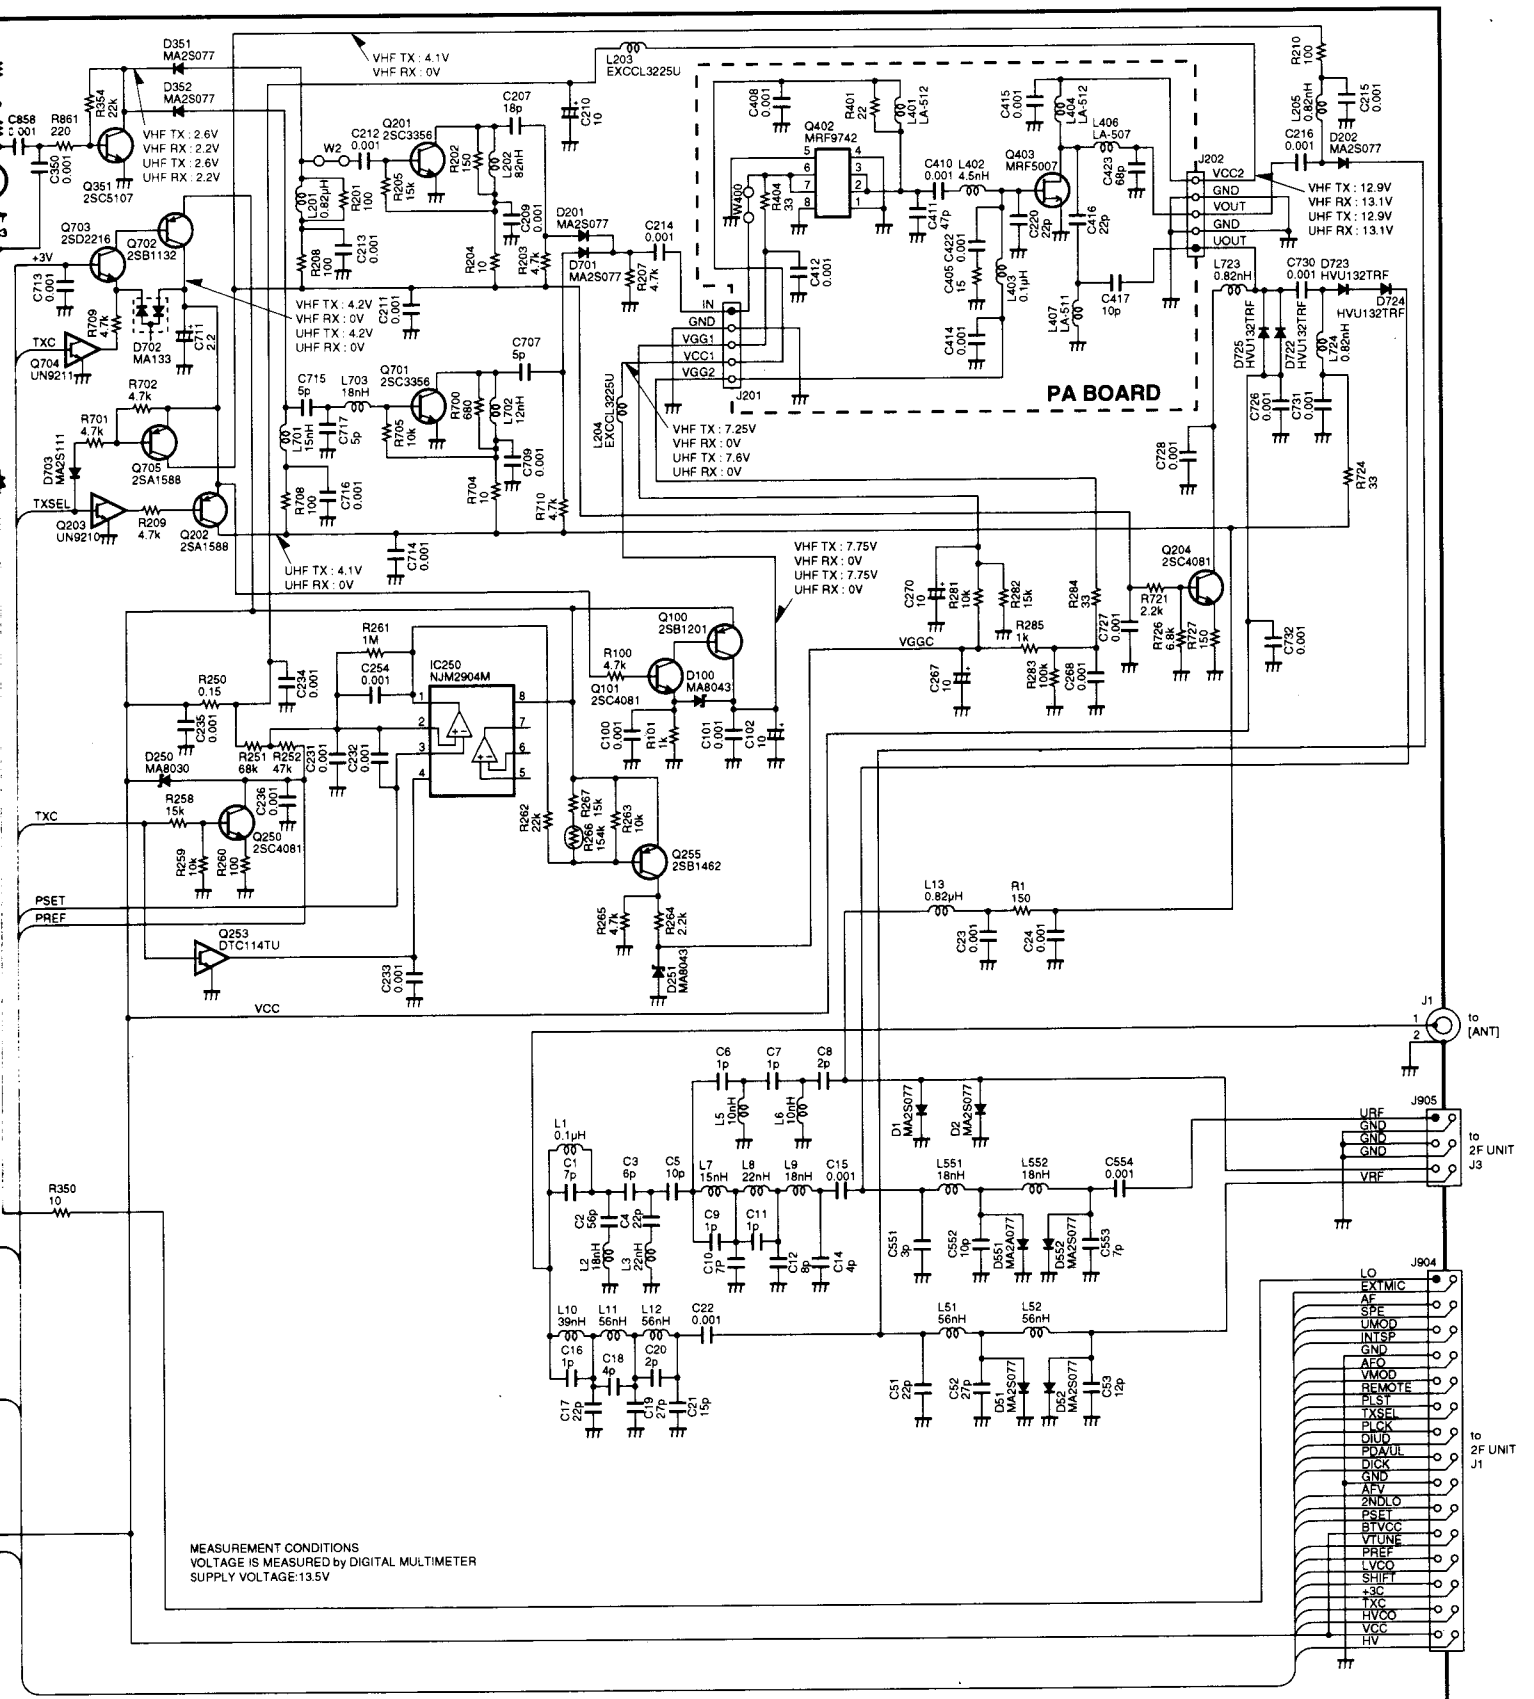 D351
MA2S077
VHF TX : 4.1V
VHF RX : 0V
L203
EXCCL3225U
R210
100
D352
MA2S077
R354
22k
C858
0.001
R861
220
C350
0.001
VHF TX : 2.6V
VHF RX : 2.2V
UHF TX : 2.6V
UHF RX : 2.2V
Q351
2SC5107
C210
10
C207
18p
Q201
2SC3356
C212
0.001
W2
R202
150
L202
82nH
R205
15k
L201
0.82μH
R201
100
C209
0.001
C408
0.001
R401
22
L401
LA-512
C415
0.001
L404
LA-512
L205
0.82nH
C215
0.001
C216
0.001
D202
MA2S077
Q402
MRF9742
5
6
7
8
4
3
2
1
W400
R404
33
C410
0.001
L402
4.5nH
Q403
MRF5007
L406
LA-507
C423
68p
J202
VCC2
GND
VOUT
GND
UOUT
VHF TX : 12.9V
VHF RX : 13.1V
UHF TX : 12.9V
UHF RX : 13.1V
C411
47p
C220
22p
C416
22p
C422
0.001
C405
15
L403
0.1μH
C412
0.001
C414
0.001
L407
LA-511
C417
10p
Q703
2SD2216
Q702
2SB1132
+3V
C713
0.001
R208
100
C213
0.001
R204
10
R203
4.7k
D201
MA2S077
D701
MA2S077
R207
4.7k
C214
0.001
L723
0.82nH
C730
0.001
D723
HVU132TRF
D724
HVU132TRF
D725
HVU132TRF
D722
HVU132TRF
L724
0.82nH
VHF TX : 4.2V
VHF RX : 0V
UHF TX : 4.2V
UHF RX : 0V
C211
0.001
R709
4.7k
D702
MA133
C711
2.2
TXC
Q704
UN9211
IN
GND
VGG1
VCC1
VGG2
J201
PA BOARD
R702
4.7k
R701
4.7k
D703
MA2S111
Q705
2SA1588
C715
5p
L703
18nH
Q701
2SC3356
C707
5p
R700
680
L702
12nH
L701
15nH
C717
5p
R705
10k
C709
0.001
L204
EXCCL3225U
VHF TX : 7.25V
VHF RX : 0V
UHF TX : 7.6V
UHF RX : 0V
C726
0.001
C731
0.001
C728
0.001
R724
33
TXSEL
Q203
UN9210
R209
4.7k
Q202
2SA1588
R708
100
C716
0.001
R704
10
R710
4.7k
C714
0.001
UHF TX : 4.1V
UHF RX : 0V
VHF TX : 7.75V
VHF RX : 0V
UHF TX : 7.75V
UHF RX : 0V
C270
10
R281
10k
R282
15k
R284
33
Q204
2SC4081
R721
2.2k
C727
0.001
R726
6.8k
R727
150
C732
0.001
R261
1M
C254
0.001
IC250
NJM2904M
Q100
2SB1201
R100
4.7k
Q101
2SC4081
D100
MA8043
VGGC
R285
1k
C267
10
R283
100k
C268
0.001
R250
0.15
C234
0.001
C235
0.001
R251
68k
R252
47k
C231
0.001
C232
0.001
1
2
3
4
8
7
6
5
C100
0.001
R101
1k
C101
0.001
C102
10
D250
MA8030
R258
15k
C236
0.001
TXC
Q250
2SC4081
R259
10k
R260
100
R262
22k
R267
15k
R266
154k
R263
10k
Q255
2SB1462
PSET
PREF
Q253
DTC114TU
C233
0.001
R265
4.7k
R264
2.2k
D251
MA8043
L13
0.82μH
R1
150
C23
0.001
C24
0.001
VCC
J1
1
2
to
[ANT]
C6
1p
C7
1p
C8
2p
L5
10nH
L6
10nH
D1
MA2S077
D2
MA2S077
J905
URF
GND
GND
GND
VRF
to
2F UNIT
J3
L1
0.1μH
C1
7p
C3
6p
C5
10p
L7
15nH
L8
22nH
L9
18nH
C15
0.001
L551
18nH
L552
18nH
C554
0.001
C2
56p
C4
22p
L2
18nH
L3
22nH
C9
1p
C11
1p
C10
7P
C12
8p
C14
4p
C551
3p
C552
10p
D551
MA2A077
D552
MA2S077
C553
7p
R350
10
L10
39nH
L11
56nH
L12
56nH
C22
0.001
L51
56nH
L52
56nH
C16
1p
C18
4p
C20
2p
C17
22p
C19
27p
C21
15p
C51
22p
C52
27p
D51
MA2S077
D52
MA2S077
C53
12p
J904
LO
EXTMIC
AF
SPE
UMOD
INTSP
GND
AFO
VMOD
REMOTE
PLST
TXSEL
PLCK
DIUD
PDA/UL
DICK
GND
AFV
2NDLO
PSET
BTVCC
VTUNE
PREF
LVCO
SHIFT
+3C
TXC
HVCO
VCC
HV
to
2F UNIT
J1
MEASUREMENT CONDITIONS
VOLTAGE IS MEASURED by DIGITAL MULTIMETER
SUPPLY VOLTAGE:13.5V